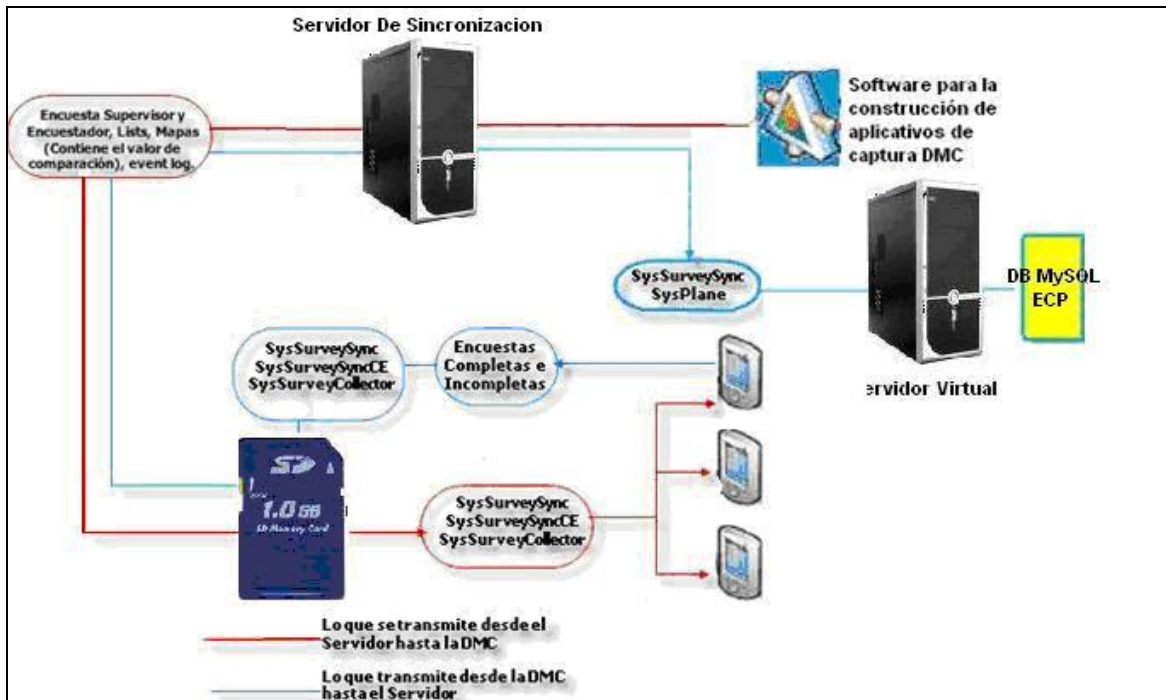 Servidor De Sincronizacion
Encuesta Supervisor y
Encuestador, Lists, Mapas
(Contiene el valor de
comparación), event log.
Software para la
construcción de
aplicativos de
captura DMC
SysSurveySync
SysPlane
DB MySQL
ECP
ervidor Virtual
SysSurveySync
SysSurveySyncCE
SysSurveyCollector
Encuestas
Completas e
Incompletas
SD
1.0 GB
SD Memory Card
SysSurveySync
SysSurveySyncCE
SysSurveyCollector
Lo que se transmite desde el
Servidor hasta la DMC
Lo que transmite desde la DMC
hasta el Servidor